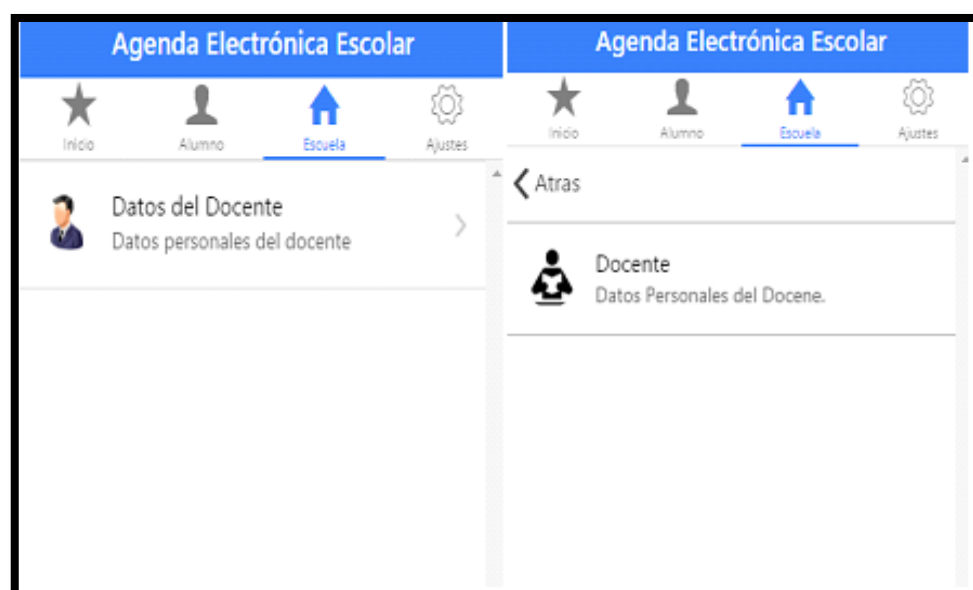 Agenda Electrónica Escolar
Inicio Alumno Escuela Ajustes
Datos del Docente
Datos personales del docente
Agenda Electrónica Escolar
Inicio Alumno Escuela Ajustes
Atras
Docente
Datos Personales del Docene.